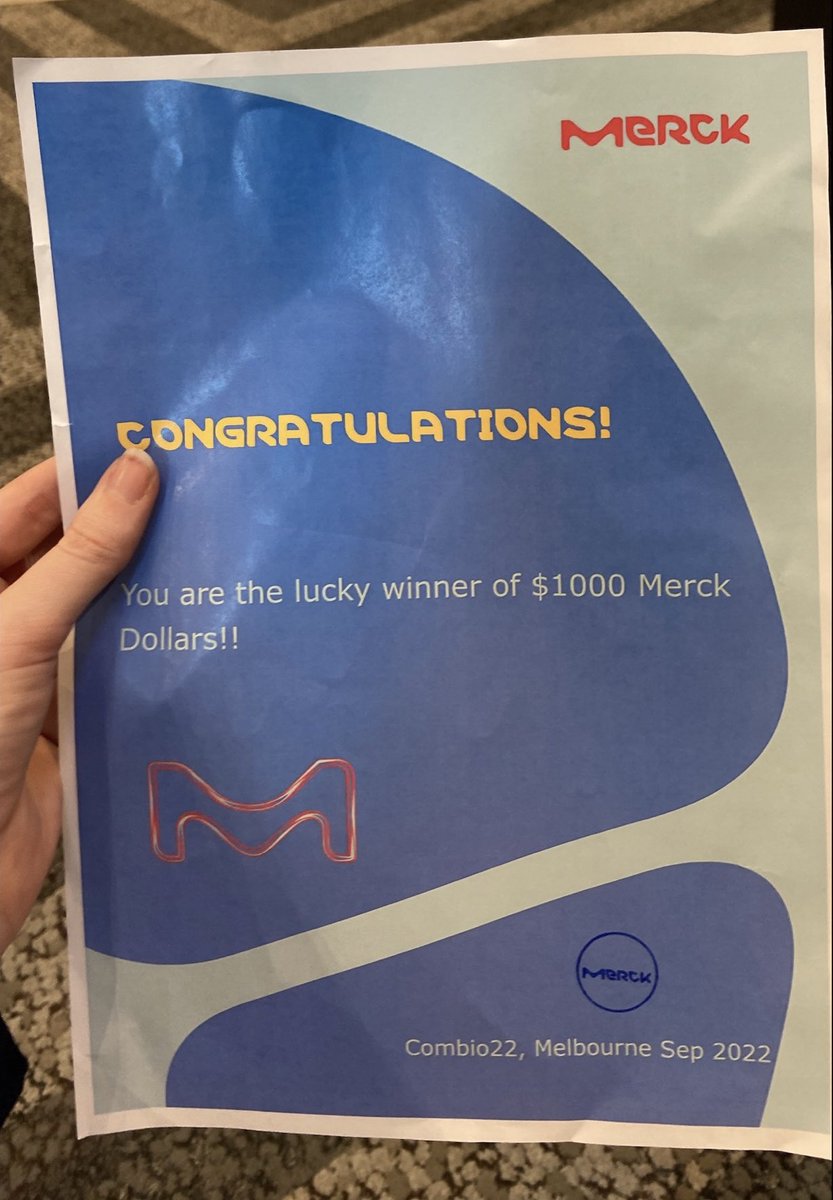 MERCK
CONGRATULATIONS!
You are the lucky winner of $1000 Merck
Dollars!!
M
MERCK
Combio22, Melbourne Sep 2022